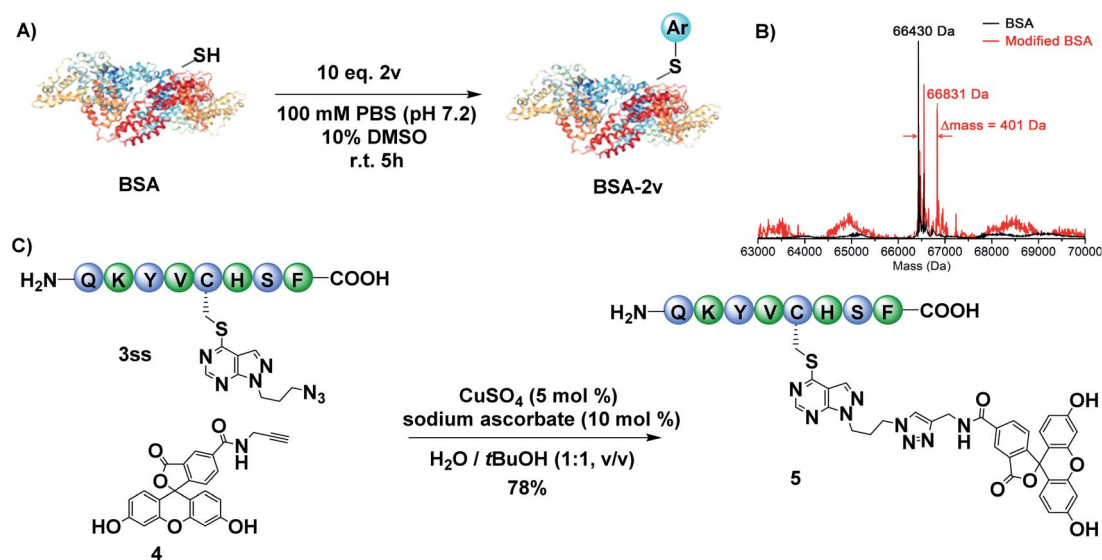 A)
SH
BSA
10 eq. 2v
100 mM PBS (pH 7.2)
10% DMSO
r.t. 5h
Ar
S
BSA-2v
B)
66430 Da
BSA
Modified BSA
66831 Da
Δmass = 401 Da
63000 64000 65000 66000 67000 68000 69000 70000
Mass (Da)
C)
H₂N Q K Y V C H S F COOH
S
3ss
N
N
N
N
N₃
O
N
H
O
O
HO
O
OH
4
CuSO₄ (5 mol %)
sodium ascorbate (10 mol %)
H₂O / tBuOH (1:1, v/v)
78%
H₂N Q K Y V C H S F COOH
S
N
N
N
N
N
N=N
N
H
O
OH
O
O
O
OH
5